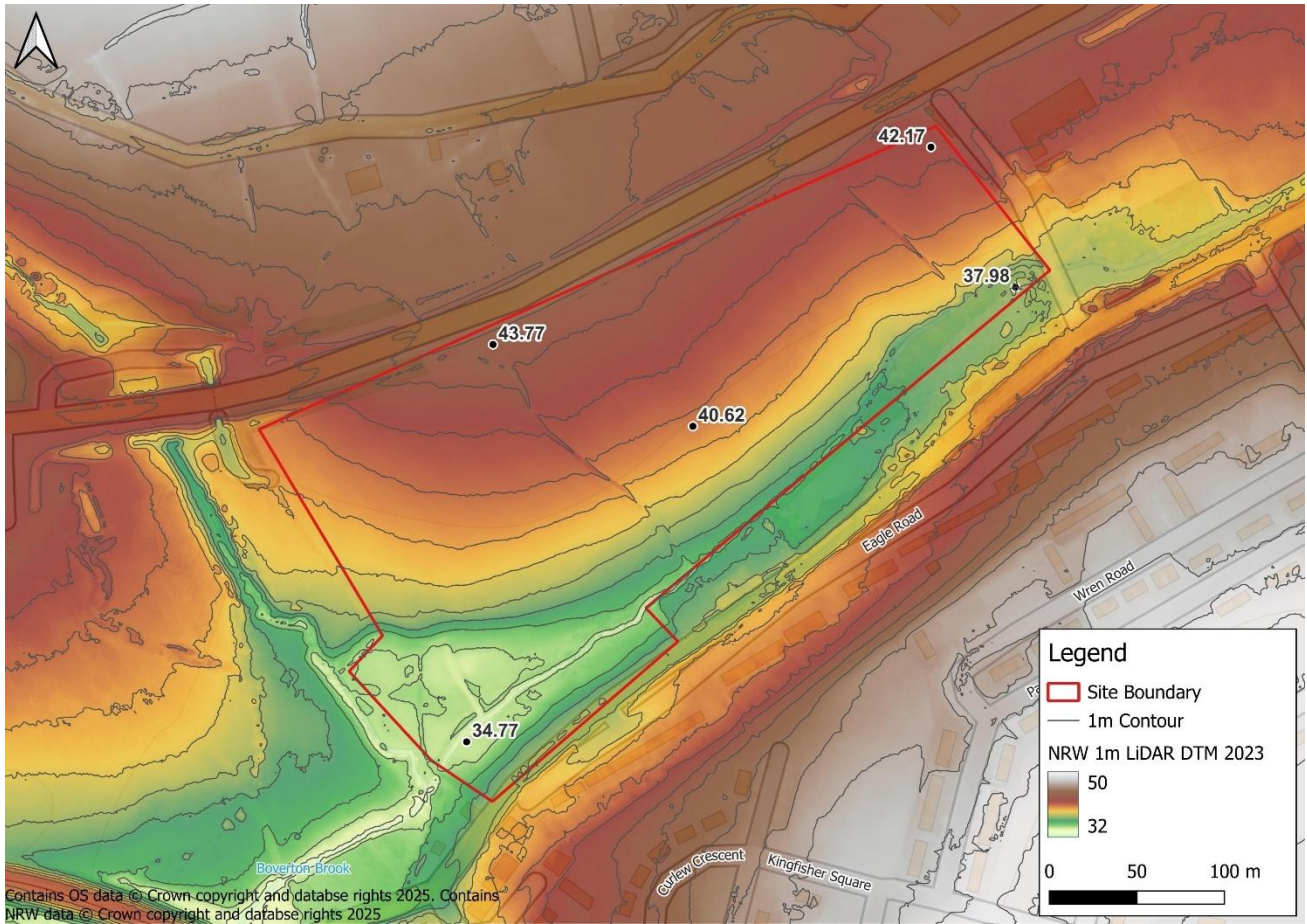 42.17
37.98
43.77
40.62
Eagle Road
Wren Road
34.77
Curlew Crescent
Kingfisher Square
Boverton Brook
Contains OS data © Crown copyright and databse rights 2025. Contains
NRW data © Crown copyright and databse rights 2025
Legend
Site Boundary
1m Contour
NRW 1m LiDAR DTM 2023
50
32
0 50 100 m